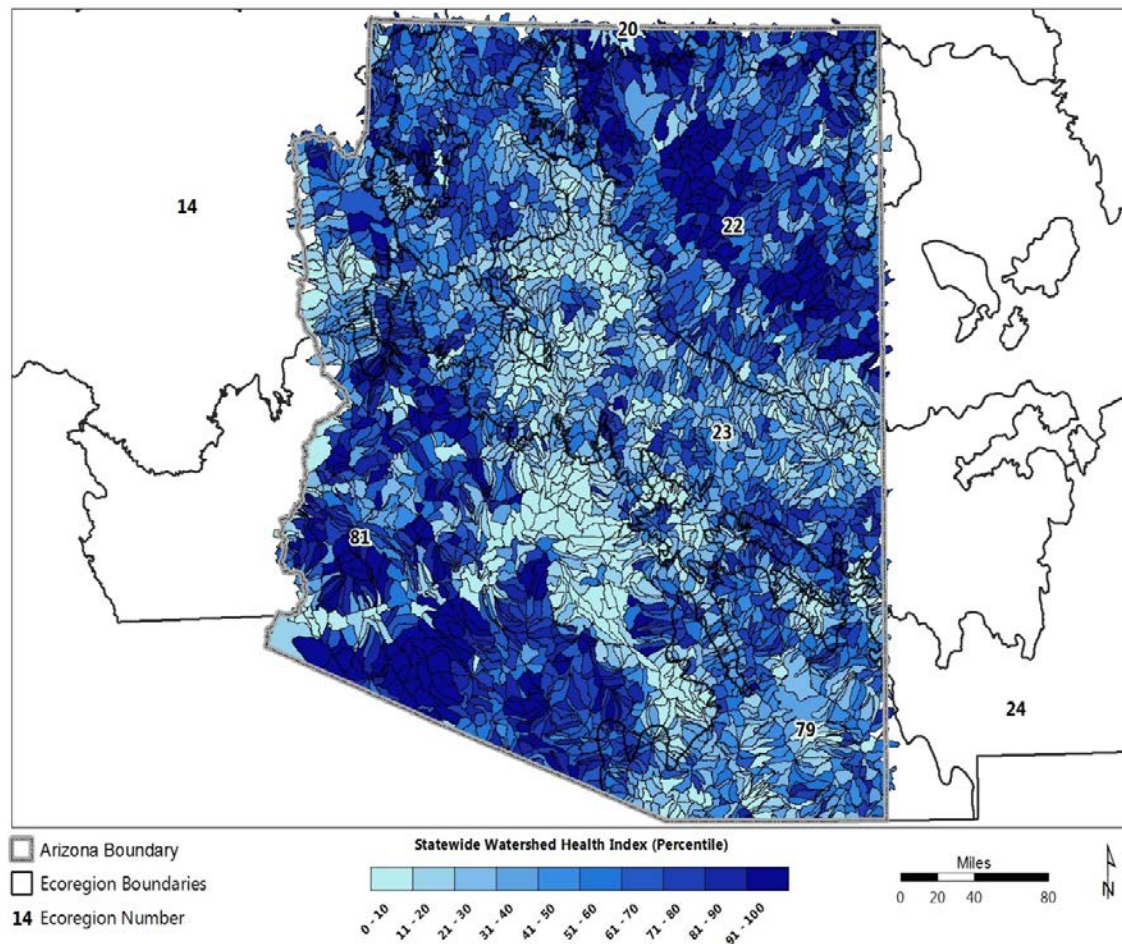 20
14
22
23
81
24
79
Arizona Boundary
Ecoregion Boundaries
14 Ecoregion Number
Statewide Watershed Health Index (Percentile)
0 - 10
11 - 20
21 - 30
31 - 40
41 - 50
51 - 60
61 - 70
71 - 80
81 - 90
91 - 100
Miles
0 20 40 80
N